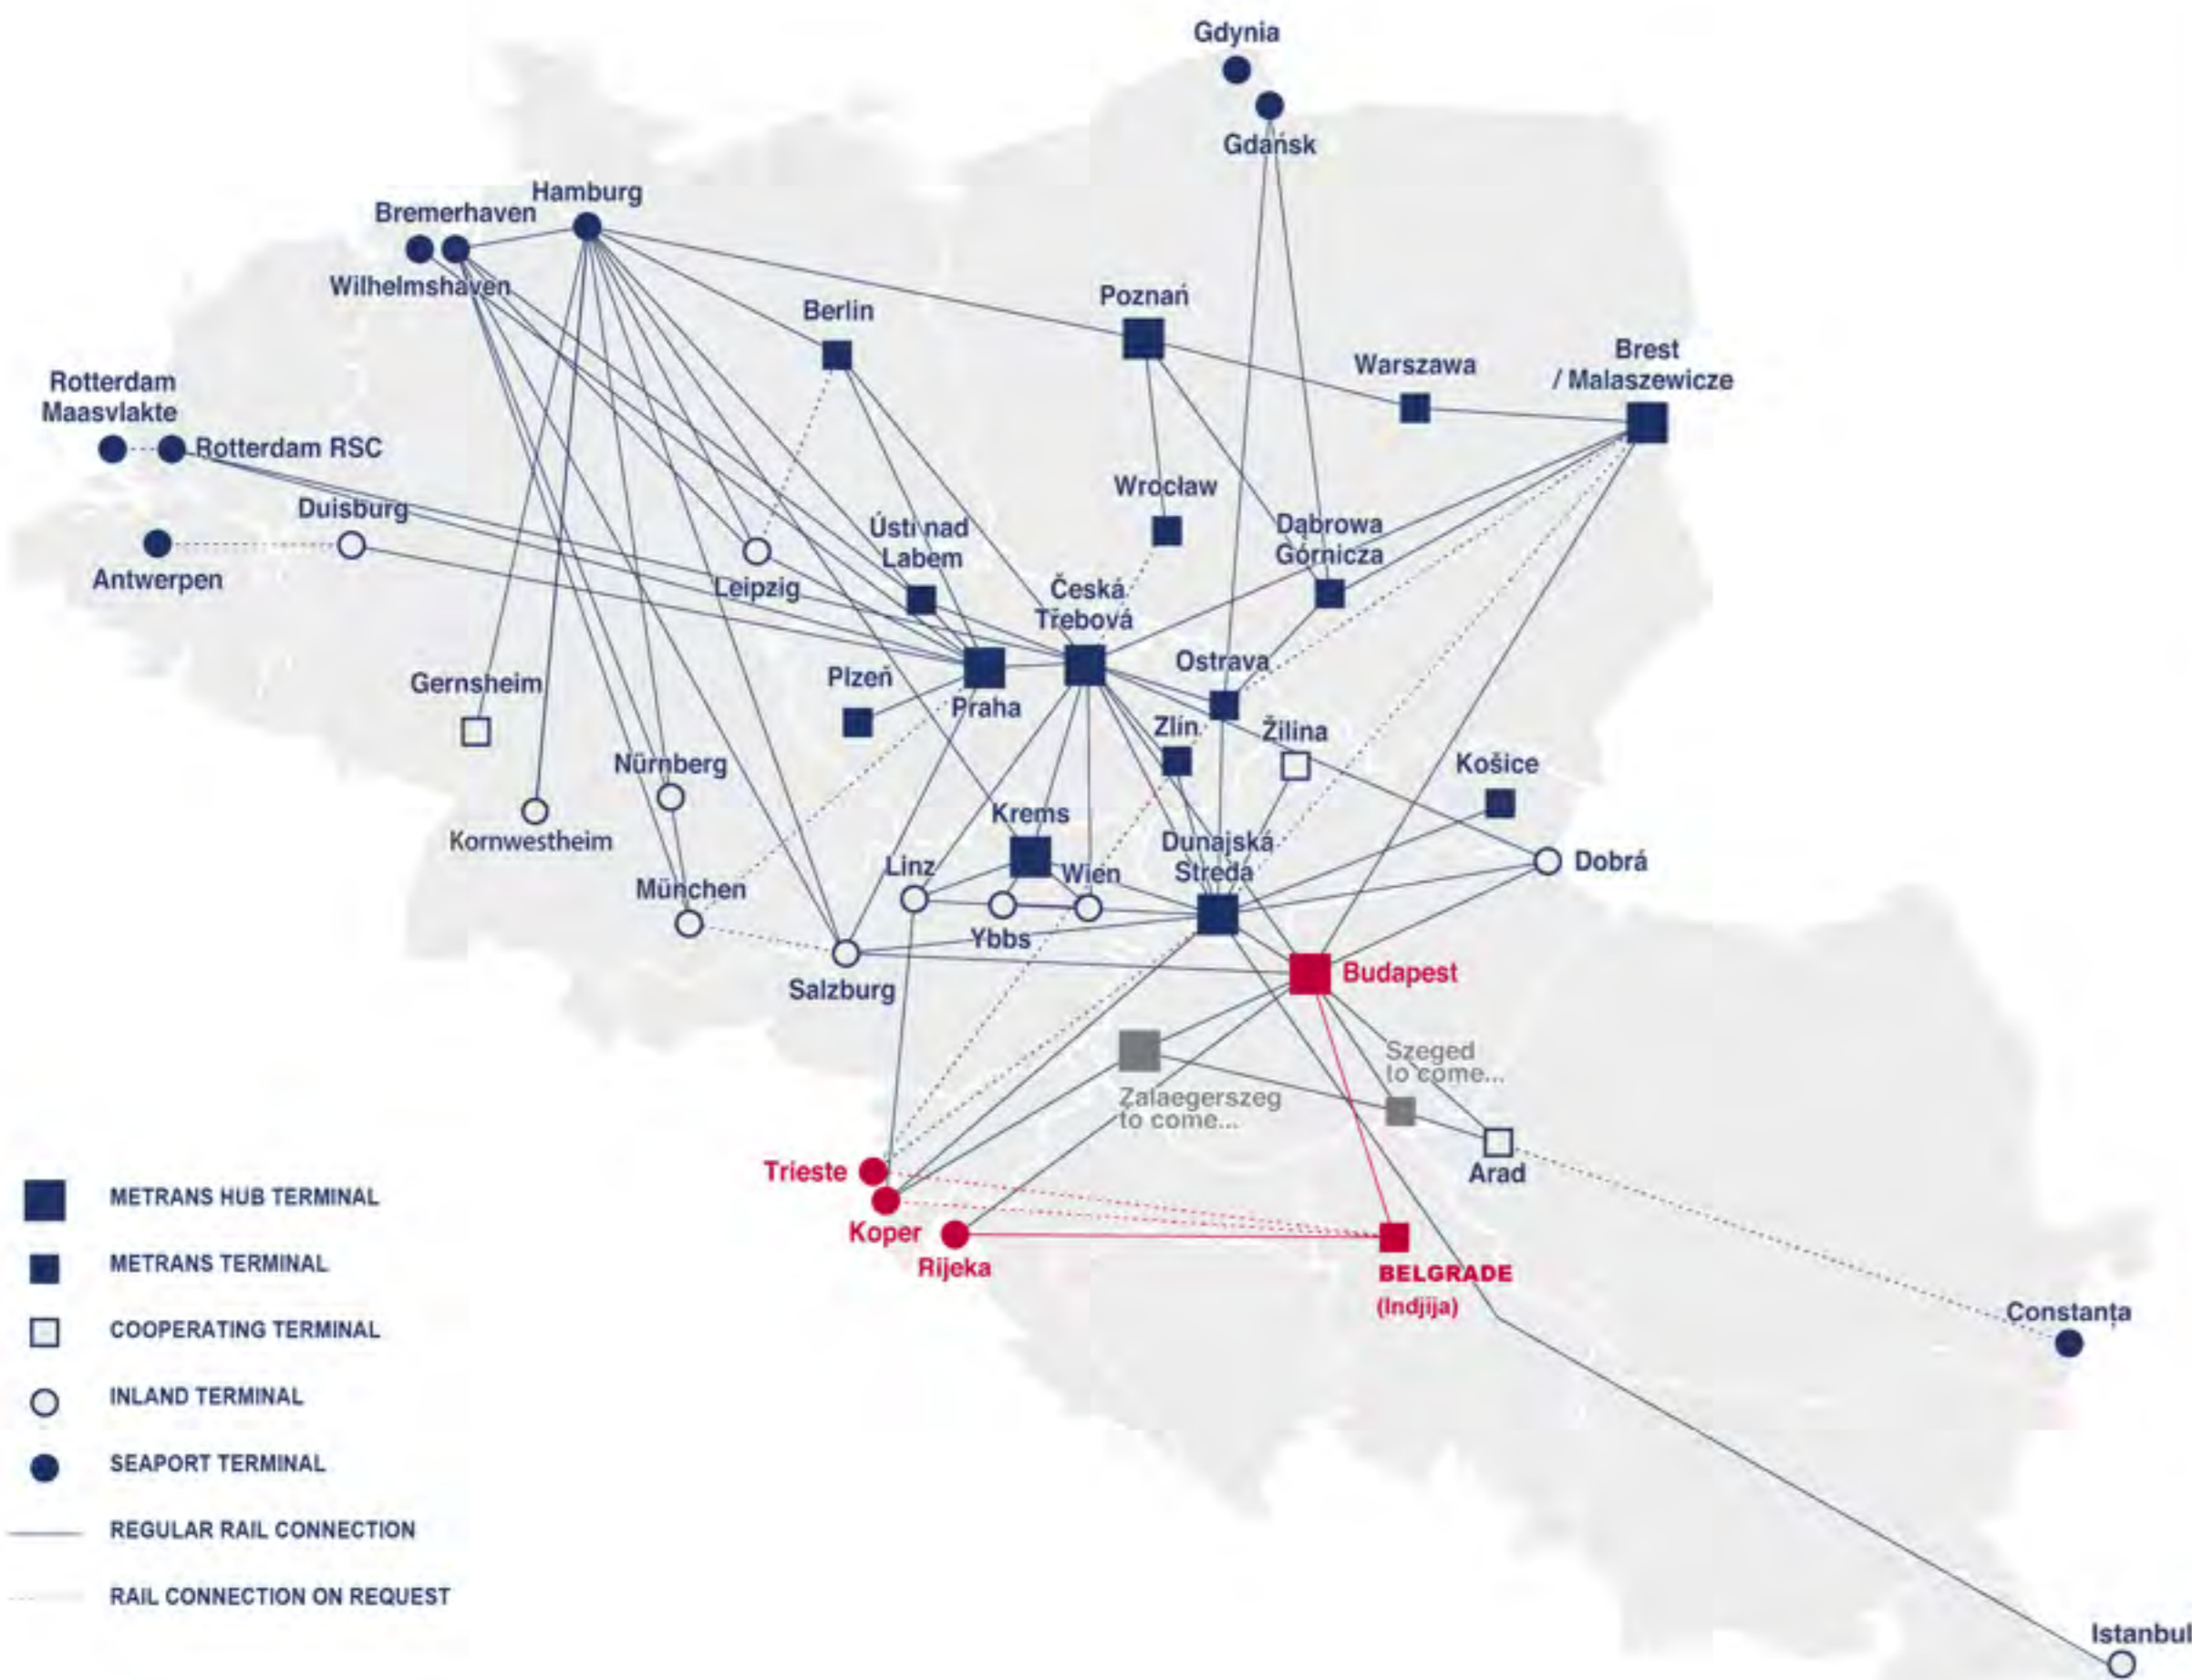 Gdynia
Gdańsk
Hamburg
Bremerhaven
Wilhelmshaven
Berlin
Poznań
Warszawa
Brest
/ Malaszewicze
Rotterdam
Maasvlakte
Rotterdam RSC
Duisburg
Antwerpen
Leipzig
Ústí nad
Labem
Wrocław
Dąbrowa
Górnicza
Česká
Třebová
Gernsheim
Plzeň
Praha
Ostrava
Zlín
Žilina
Košice
Nürnberg
Kornwestheim
Krems
Dunajská
Streda
Linz
Wien
Dobrá
München
Ybbs
Salzburg
Budapest
Szeged
to come...
Zalaegerszeg
to come...
Trieste
Koper
Rijeka
Arad
BELGRADE
(Indjija)
Constanța
Istanbul
METRANS HUB TERMINAL
METRANS TERMINAL
COOPERATING TERMINAL
INLAND TERMINAL
SEAPORT TERMINAL
REGULAR RAIL CONNECTION
RAIL CONNECTION ON REQUEST